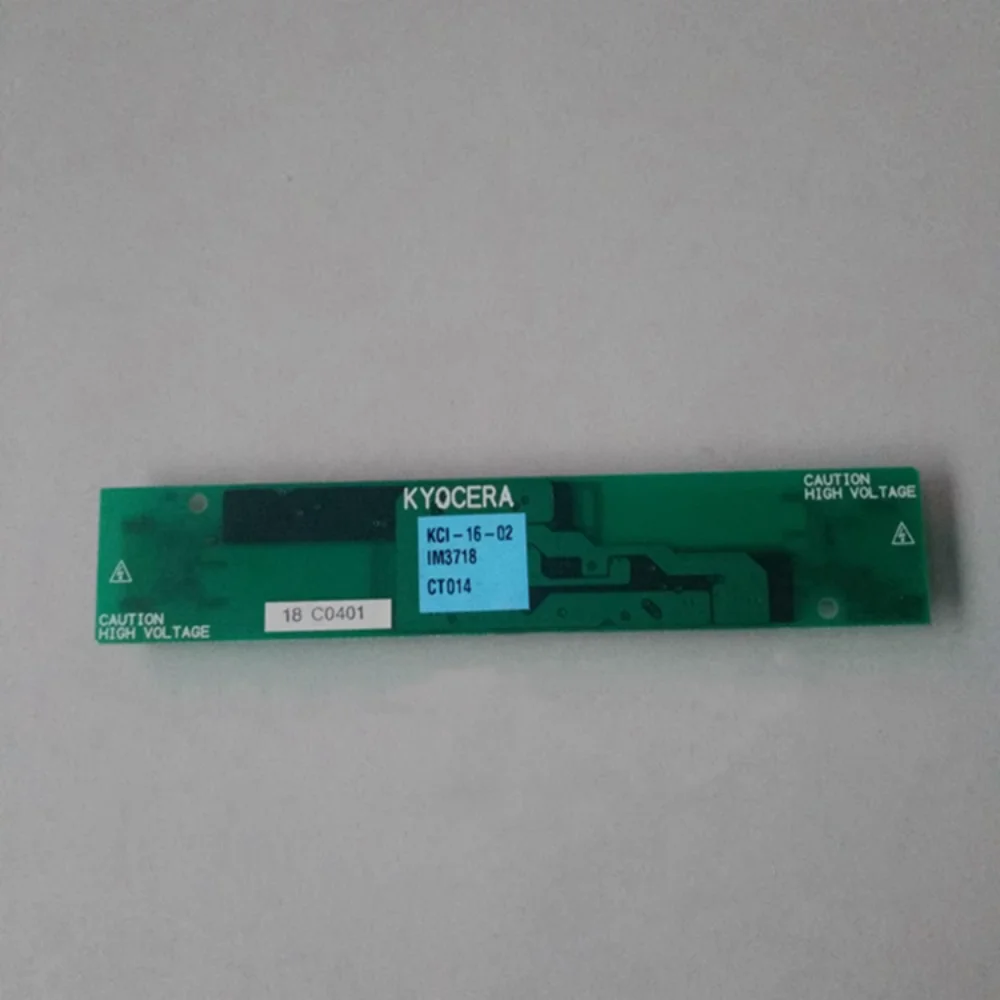 KYOCERA
CAUTION
HIGH VOLTAGE
KCI-16-02
IM3718
CT014
18 C0401
CAUTION
HIGH VOLTAGE